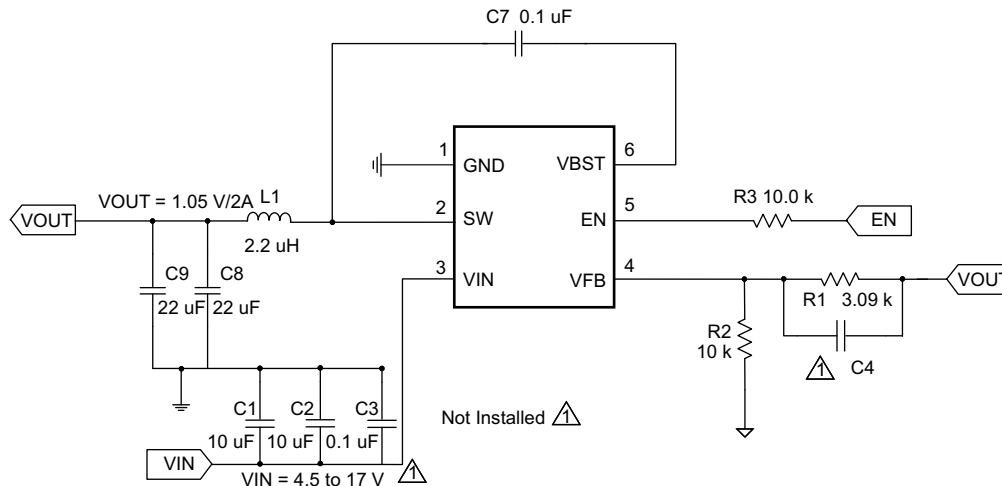 C7 0.1 uF
1
GND
VBST
6
VOUT = 1.05 V/2A
L1
VOUT
2
SW
EN
5
R3 10.0 k
EN
2.2 uH
3
VIN
VFB
4
VOUT
C9
22 uF
C8
22 uF
R1 3.09 k
R2
10 k
1
C4
C1
10 uF
C2
10 uF
C3
0.1 uF
Not Installed 1
VIN
VIN = 4.5 to 17 V
1